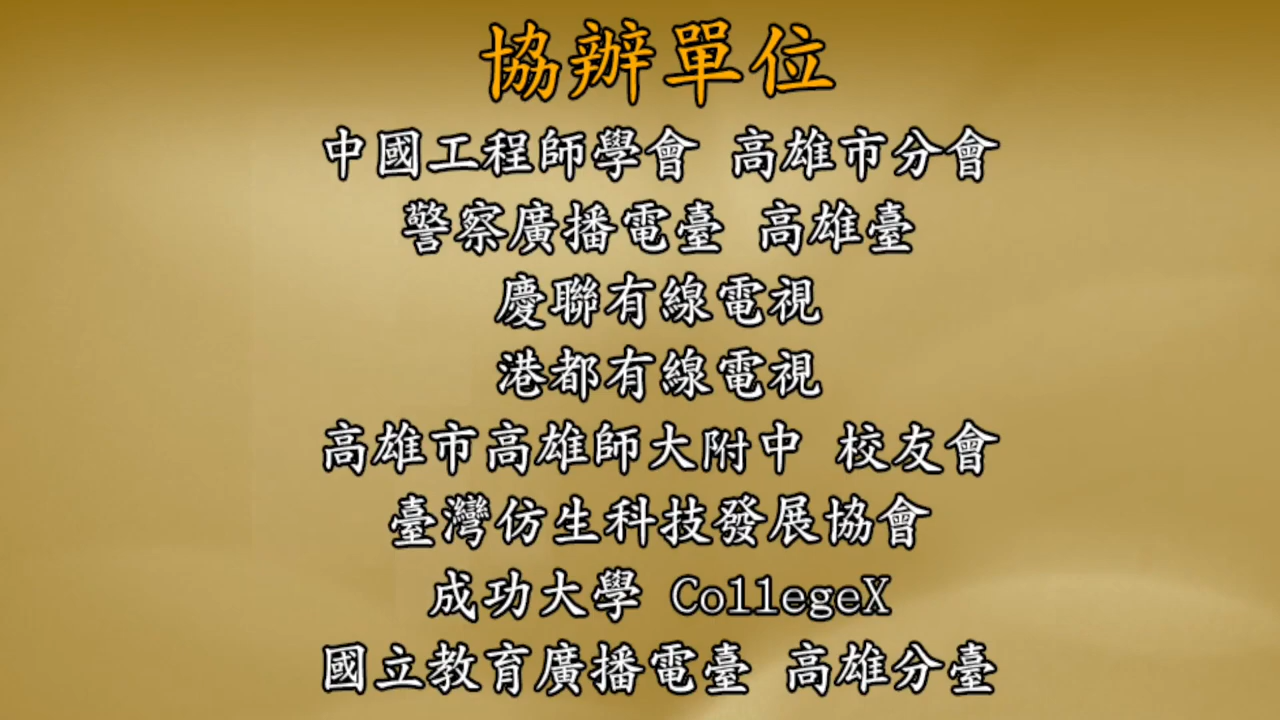 協辦單位
中國工程師學會 高雄市分會
警察廣播電臺 高雄臺
慶聯有線電視
港都有線電視
高雄市高雄師大附中 校友會
臺灣仿生科技發展協會
成功大學 CollegeX
國立教育廣播電臺 高雄分臺